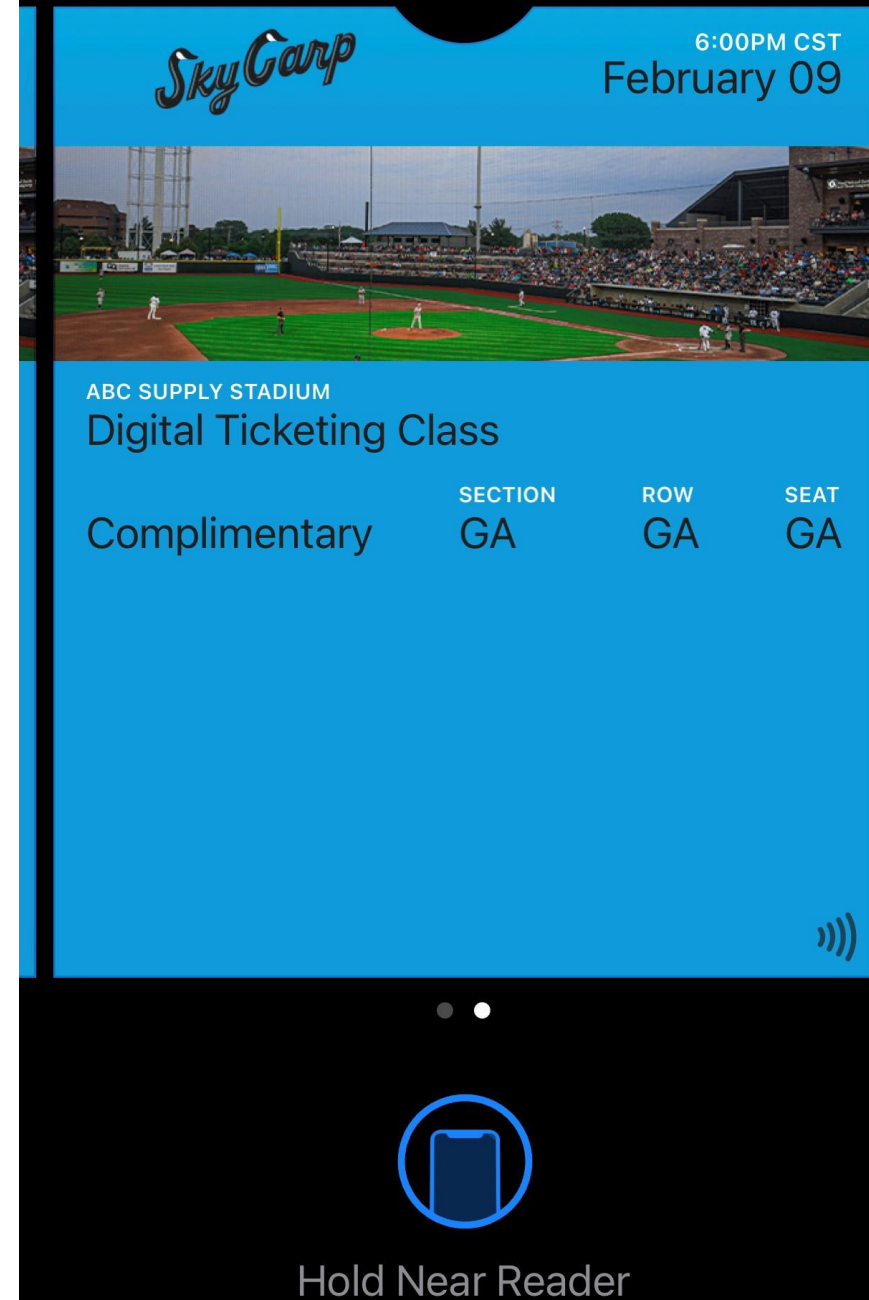 SkyCarp
6:00PM CST
February 09
ABC SUPPLY STADIUM
Digital Ticketing Class
SECTION ROW SEAT
Complimentary GA GA GA
Hold Near Reader